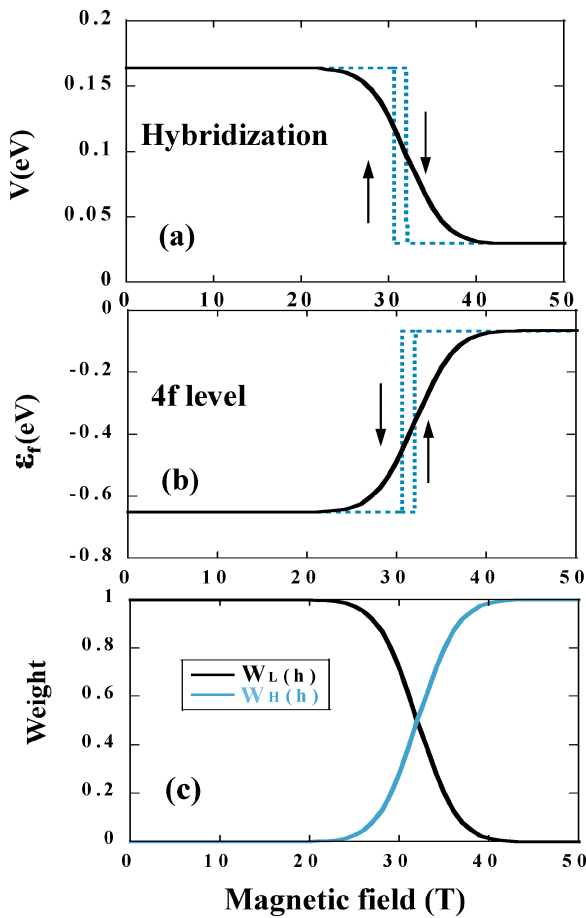 0.2
0.15
0.1
0.05
0
V(eV)
Hybridization
(a)
0 10 20 30 40 50
0
-0.2
-0.4
-0.6
-0.8
εf(eV)
4f level
(b)
0 10 20 30 40 50
1
0.8
0.6
0.4
0.2
0
Weight
WL(h)
WH(h)
(c)
0 10 20 30 40 50
Magnetic field (T)